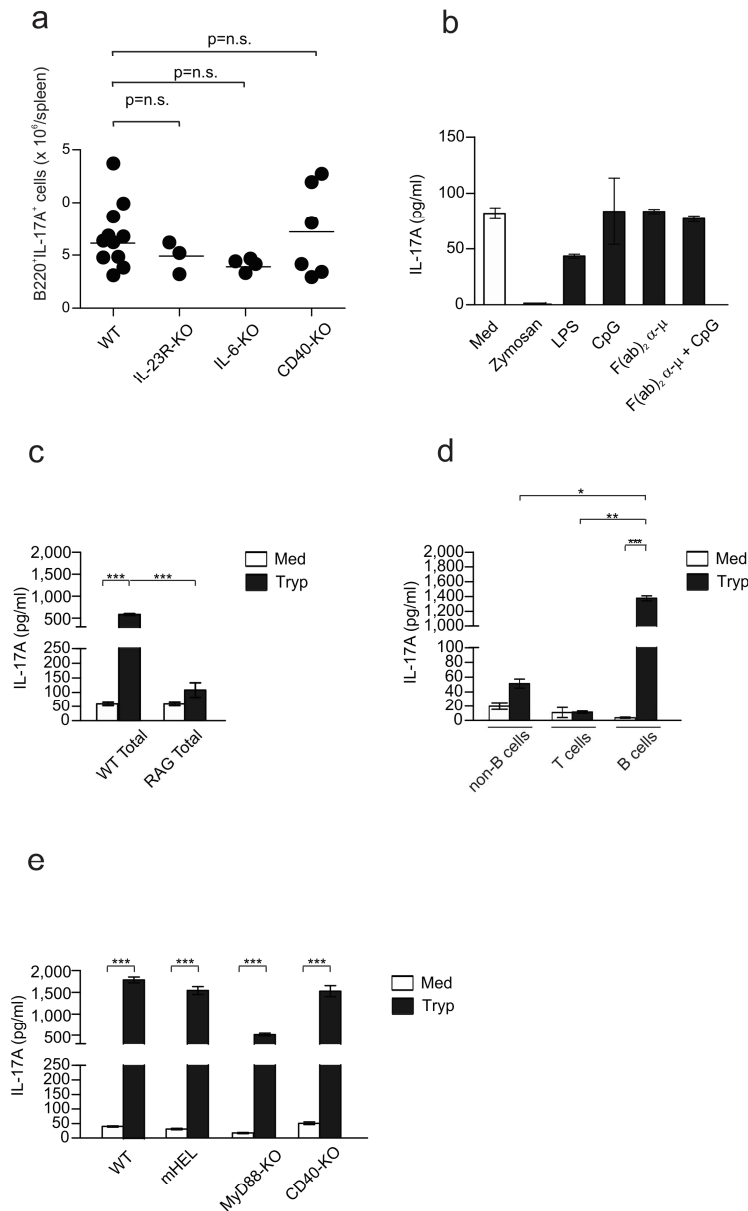 a
p=n.s.
p=n.s.
p=n.s.
B220⁺IL-17A⁺ cells (x 10⁶/spleen)
5
0
5
0
WT
IL-23R-KO
IL-6-KO
CD40-KO
b
IL-17A (pg/ml)
150
100
50
0
Med
Zymosan
LPS
CpG
F(ab)₂ α-μ
F(ab)₂ α-μ + CpG
c
IL-17A (pg/ml)
2,000
1,500
1,000
500
250
200
150
100
50
0
***
***
Med
Tryp
WT Total
RAG Total
d
IL-17A (pg/ml)
*
**
***
2,000
1,800
1,600
1,400
1,200
1,000
60
40
20
0
Med
Tryp
non-B cells
T cells
B cells
e
IL-17A (pg/ml)
2,000
1,500
1,000
500
250
200
150
100
50
0
***
***
***
***
Med
Tryp
WT
mHEL
MyD88-KO
CD40-KO